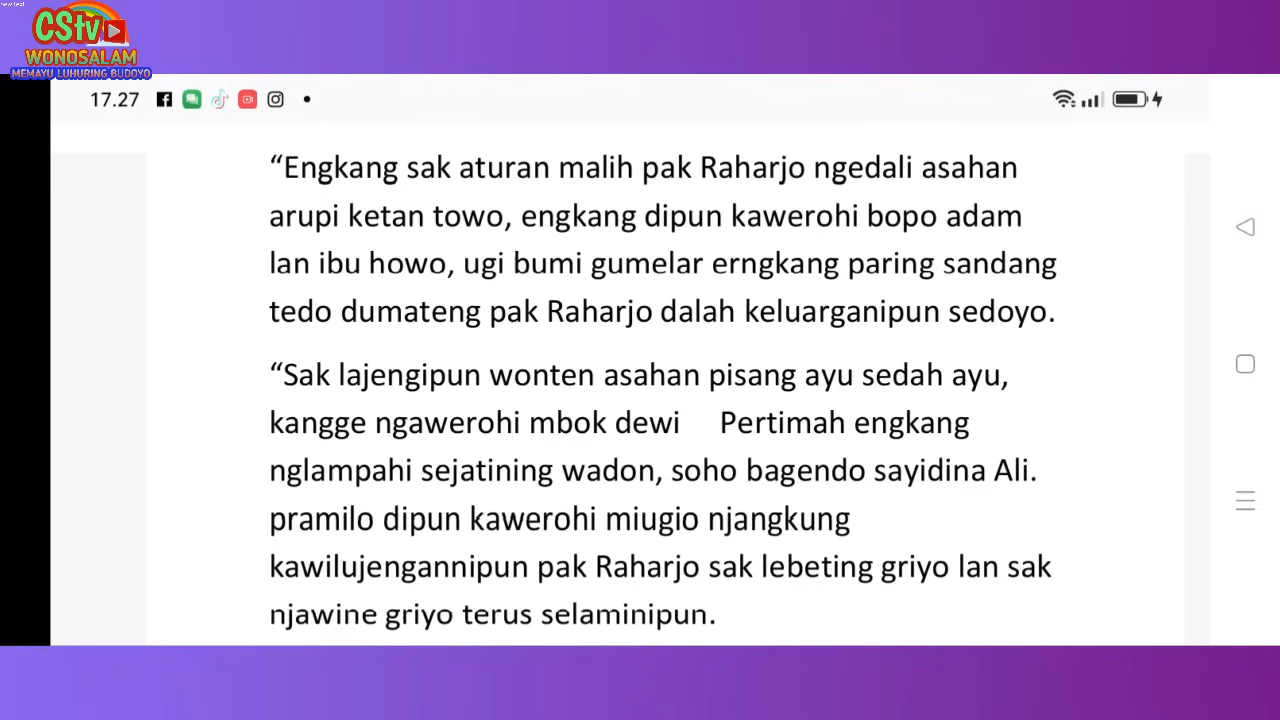 new text
CStv
WONOSALAM
MEMAYU LUHURING BUDOYO
17.27
“Engkang sak aturan malih pak Raharjo ngedali asahan
arupi ketan towo, engkang dipun kawerohi bopo adam
lan ibu howo, ugi bumi gumelar erngkang paring sandang
tedo dumateng pak Raharjo dalah keluarganipun sedoyo.
“Sak lajengipun wonten asahan pisang ayu sedah ayu,
kangge ngawerohi mbok dewi Pertimah engkang
nglampahi sejatining wadon, soho bagendo sayidina Ali.
pramilo dipun kawerohi miugio njangkung
kawilujengannipun pak Raharjo sak lebeting griyo lan sak
njawine griyo terus selaminipun.